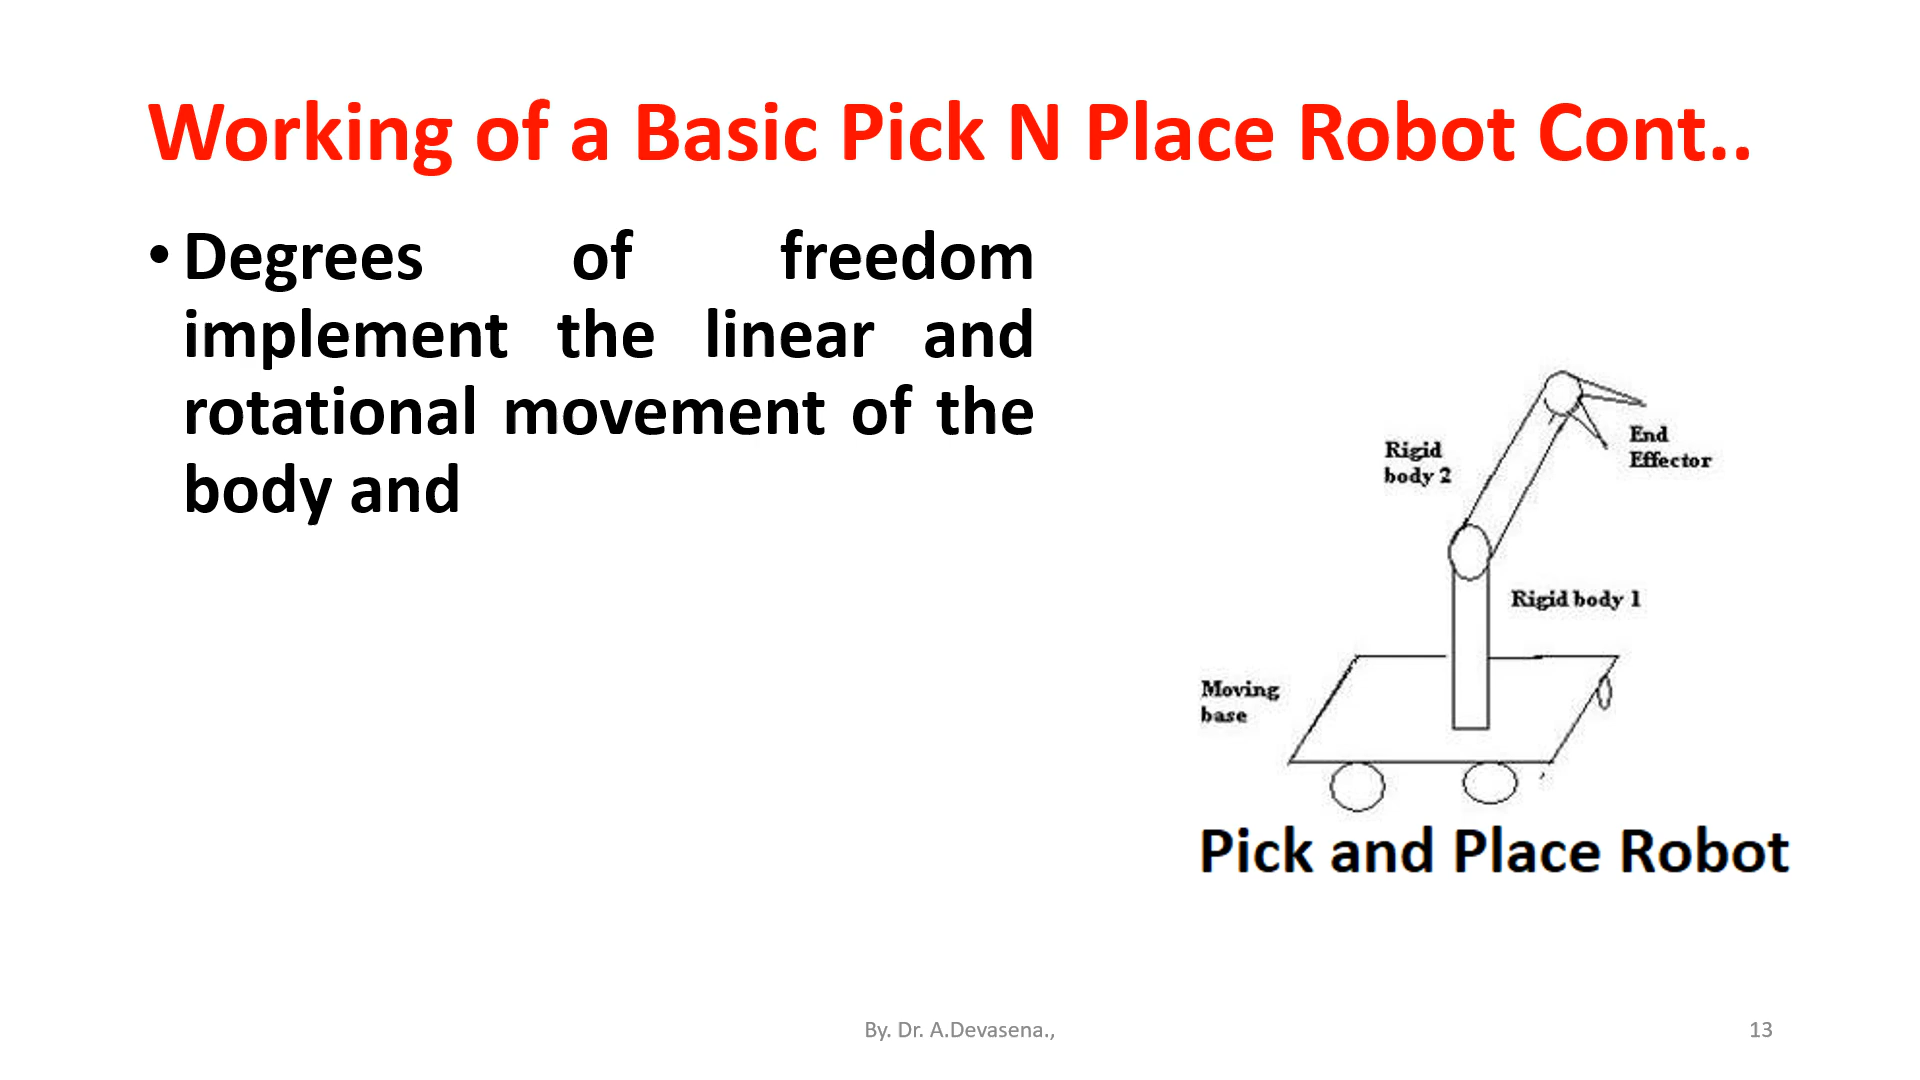 Working of a Basic Pick N Place Robot Cont..
• Degrees of freedom
implement the linear and
rotational movement of the
body and
End
Effector
Rigid
body 2
Rigid body 1
Moving
base
Pick and Place Robot
By. Dr. A.Devasena.,
13